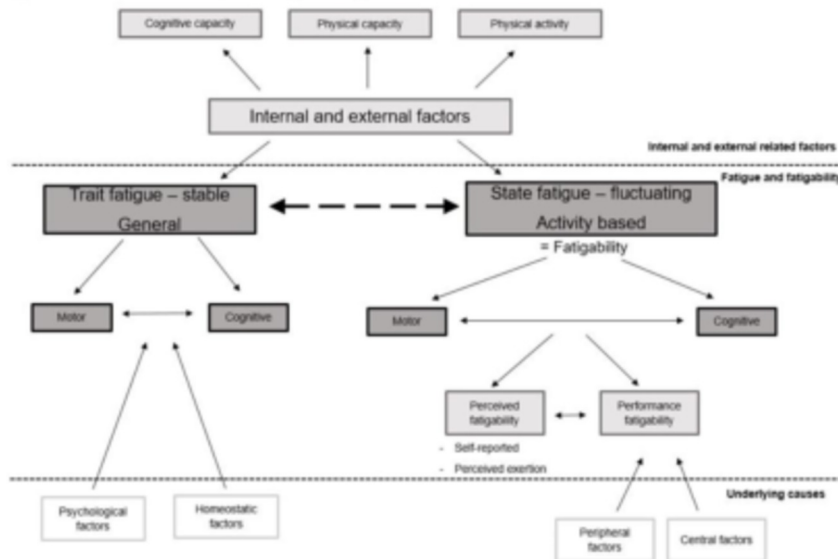 Cognitive capacity
Physical capacity
Physical activity
Internal and external factors
Internal and external related factors
Fatigue and fatigability
Trait fatigue – stable
General
State fatigue – fluctuating
Activity based
= Fatigability
Motor
Cognitive
Motor
Cognitive
Perceived
fatigability
Performance
fatigability
- Self-reported
- Perceived exertion
Underlying causes
Psychological
factors
Homeostatic
factors
Peripheral
factors
Central factors